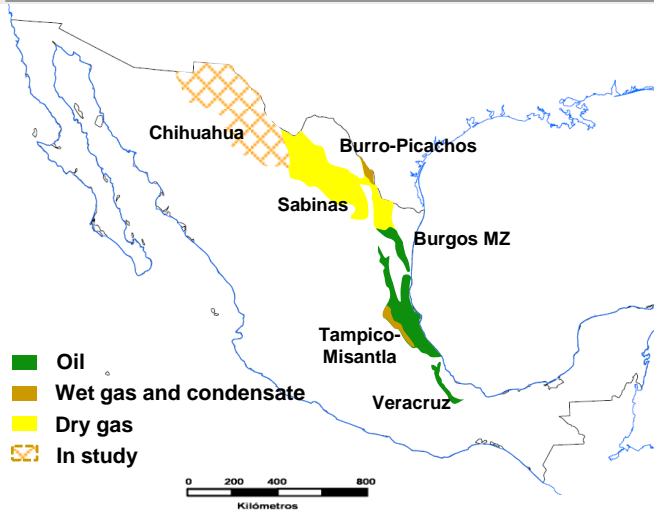 Chihuahua
Burro-Picachos
Sabinas
Burgos MZ
Tampico-
Misantla
Veracruz
Oil
Wet gas and condensate
Dry gas
In study
0 200 400 800
Kilómetros